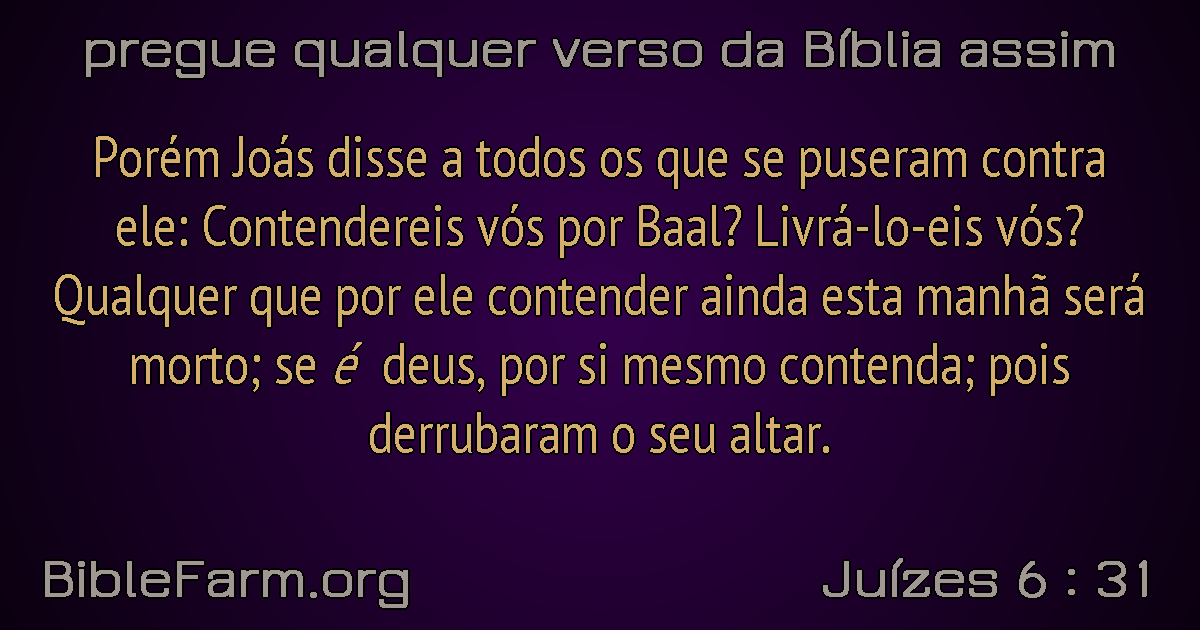 pregue qualquer verso da Bíblia assim
Porém Joás disse a todos os que se puseram contra
ele: Contendereis vós por Baal? Livrá-lo-eis vós?
Qualquer que por ele contender ainda esta manhã será
morto; se é deus, por si mesmo contenda; pois
derrubaram o seu altar.
BibleFarm.org
Juízes 6 : 31